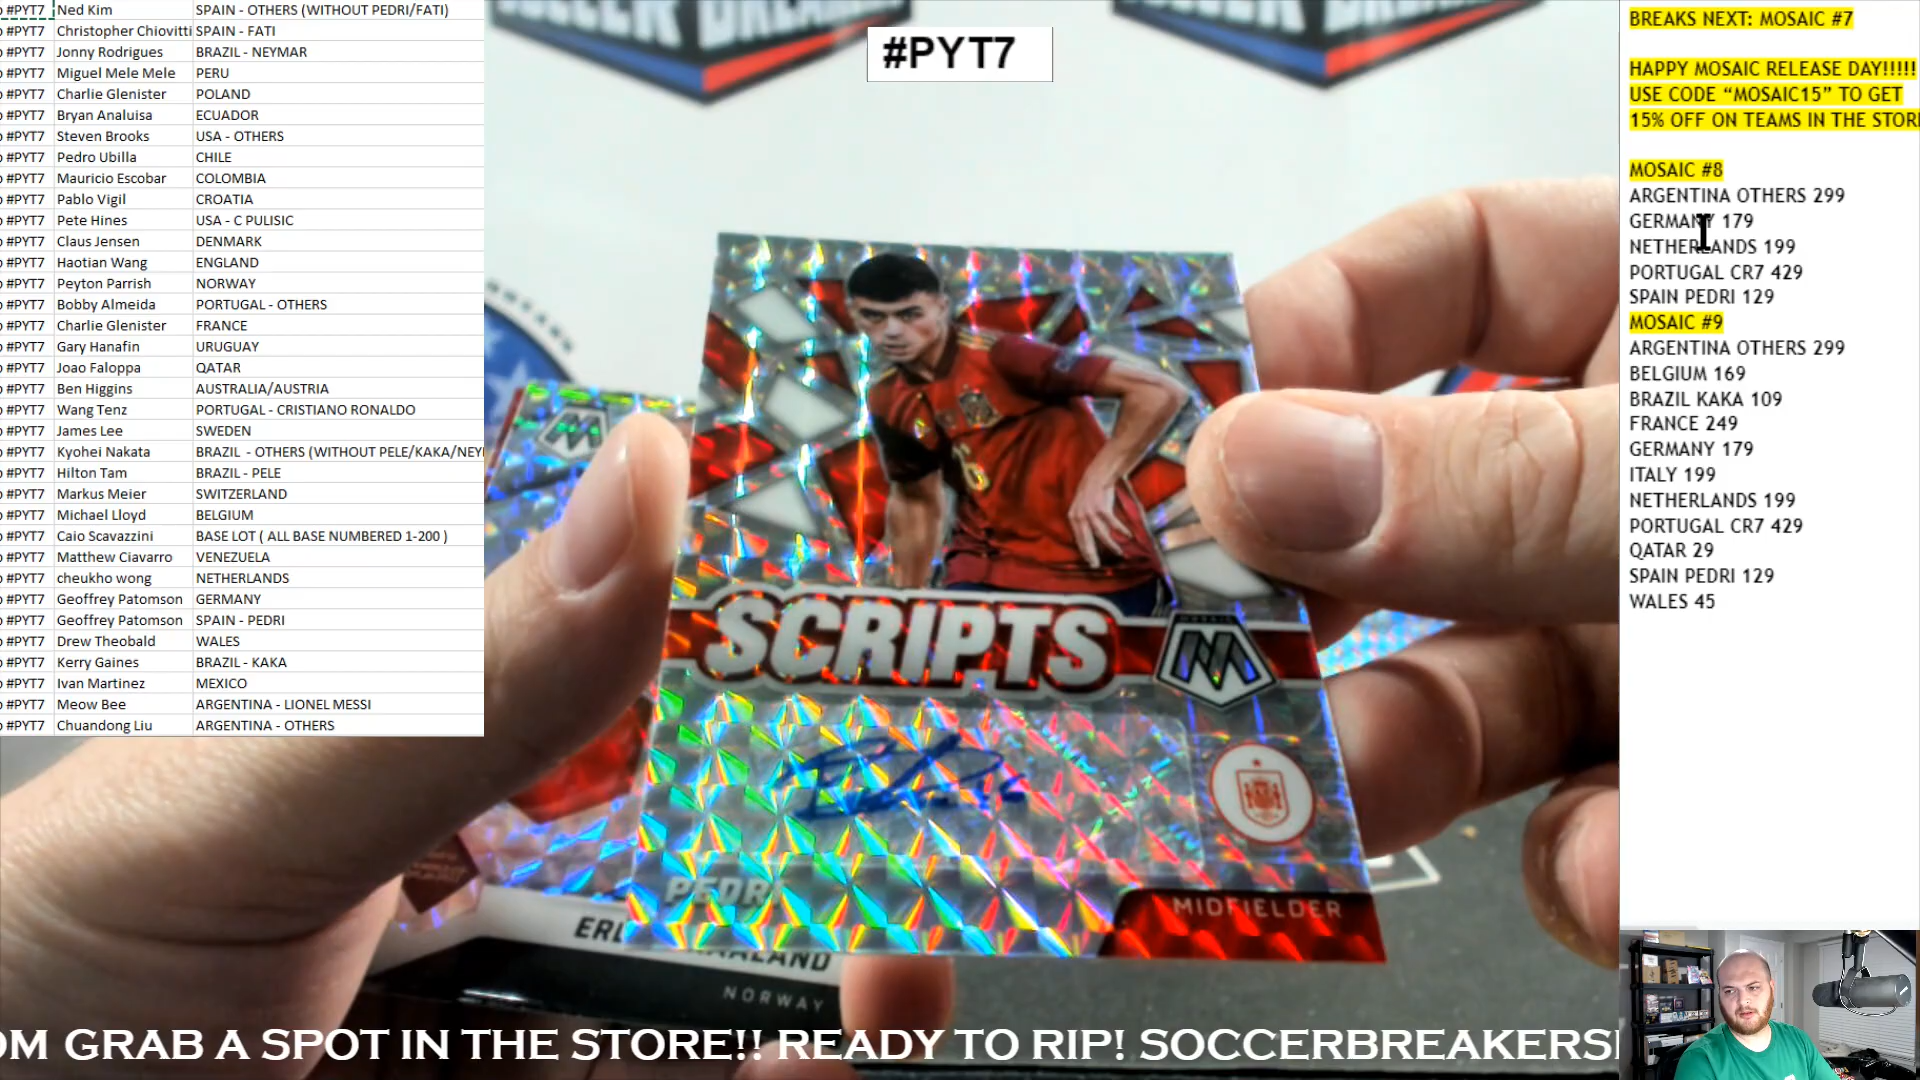 #PYT7 Ned Kim SPAIN - OTHERS (WITHOUT PEDRI/FATI)
#PYT7 Christopher Chiovitti SPAIN - FATI
#PYT7 Jonny Rodrigues BRAZIL - NEYMAR
#PYT7 Miguel Mele Mele PERU
#PYT7 Charlie Glenister POLAND
#PYT7 Bryan Analuisa ECUADOR
#PYT7 Steven Brooks USA - OTHERS
#PYT7 Pedro Ubilla CHILE
#PYT7 Mauricio Escobar COLOMBIA
#PYT7 Pablo Vigil CROATIA
#PYT7 Pete Hines USA - C PULISIC
#PYT7 Claus Jensen DENMARK
#PYT7 Haotian Wang ENGLAND
#PYT7 Peyton Parrish NORWAY
#PYT7 Bobby Almeida PORTUGAL - OTHERS
#PYT7 Charlie Glenister FRANCE
#PYT7 Gary Hanafin URUGUAY
#PYT7 Joao Faloppa QATAR
#PYT7 Ben Higgins AUSTRALIA/AUSTRIA
#PYT7 Wang Tenz PORTUGAL - CRISTIANO RONALDO
#PYT7 James Lee SWEDEN
#PYT7 Kyohei Nakata BRAZIL - OTHERS (WITHOUT PELE/KAKA/NEY
#PYT7 Hilton Tam BRAZIL - PELE
#PYT7 Markus Meier SWITZERLAND
#PYT7 Michael Lloyd BELGIUM
#PYT7 Caio Scavazzini BASE LOT ( ALL BASE NUMBERED 1-200 )
#PYT7 Matthew Ciavarro VENEZUELA
#PYT7 cheukho wong NETHERLANDS
#PYT7 Geoffrey Patomson GERMANY
#PYT7 Geoffrey Patomson SPAIN - PEDRI
#PYT7 Drew Theobald WALES
#PYT7 Kerry Gaines BRAZIL - KAKA
#PYT7 Ivan Martinez MEXICO
#PYT7 Meow Bee ARGENTINA - LIONEL MESSI
#PYT7 Chuandong Liu ARGENTINA - OTHERS
#PYT7
SCRIPTS
MOSAIC
6
PEDRI
MIDFIELDER
HAALAND
NORWAY
BREAKS NEXT: MOSAIC #7
HAPPY MOSAIC RELEASE DAY!!!!!
USE CODE “MOSAIC15” TO GET
15% OFF ON TEAMS IN THE STOR
MOSAIC #8
ARGENTINA OTHERS 299
GERMANY 179
NETHERLANDS 199
PORTUGAL CR7 429
SPAIN PEDRI 129
MOSAIC #9
ARGENTINA OTHERS 299
BELGIUM 169
BRAZIL KAKA 109
FRANCE 249
GERMANY 179
ITALY 199
NETHERLANDS 199
PORTUGAL CR7 429
QATAR 29
SPAIN PEDRI 129
WALES 45
OM GRAB A SPOT IN THE STORE!! READY TO RIP! SOCCERBREAKERS